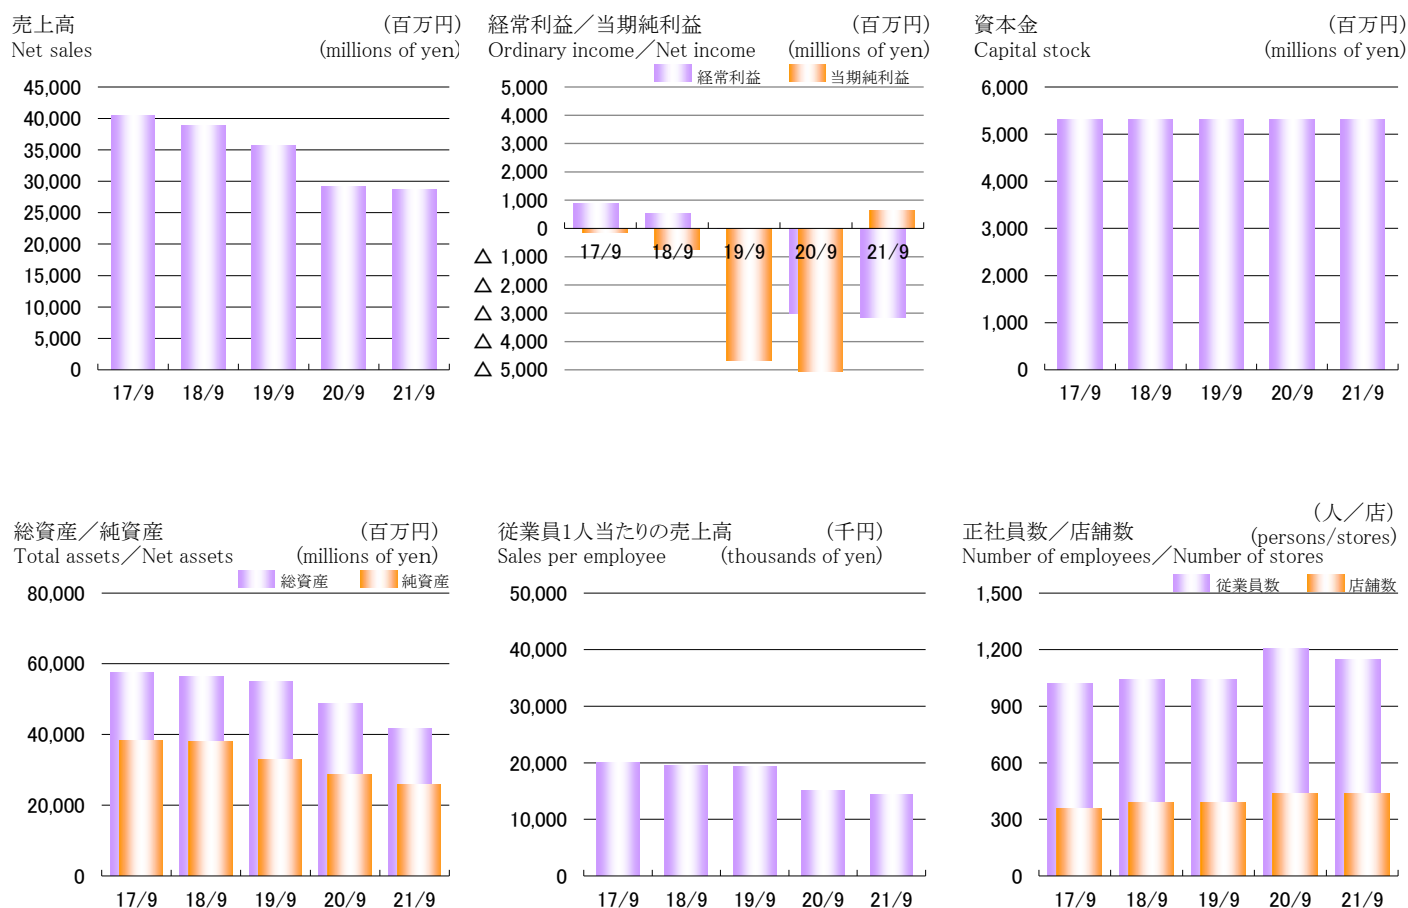 売上高 (百万円)
Net sales (millions of yen)
45,000
40,000
35,000
30,000
25,000
20,000
15,000
10,000
5,000
0
17/9 18/9 19/9 20/9 21/9
経常利益／当期純利益 (百万円)
Ordinary income／Net income (millions of yen)
経常利益 当期純利益
5,000
4,000
3,000
2,000
1,000
0
△ 1,000
△ 2,000
△ 3,000
△ 4,000
△ 5,000
17/9 18/9 19/9 20/9 21/9
資本金 (百万円)
Capital stock (millions of yen)
6,000
5,000
4,000
3,000
2,000
1,000
0
17/9 18/9 19/9 20/9 21/9
総資産／純資産 (百万円)
Total assets／Net assets (millions of yen)
総資産 純資産
80,000
60,000
40,000
20,000
0
17/9 18/9 19/9 20/9 21/9
従業員1人当たりの売上高 (千円)
Sales per employee (thousands of yen)
50,000
40,000
30,000
20,000
10,000
0
17/9 18/9 19/9 20/9 21/9
正社員数／店舗数 (人／店)
Number of employees／Number of stores (persons/stores)
従業員数 店舗数
1,500
1,200
900
600
300
0
17/9 18/9 19/9 20/9 21/9